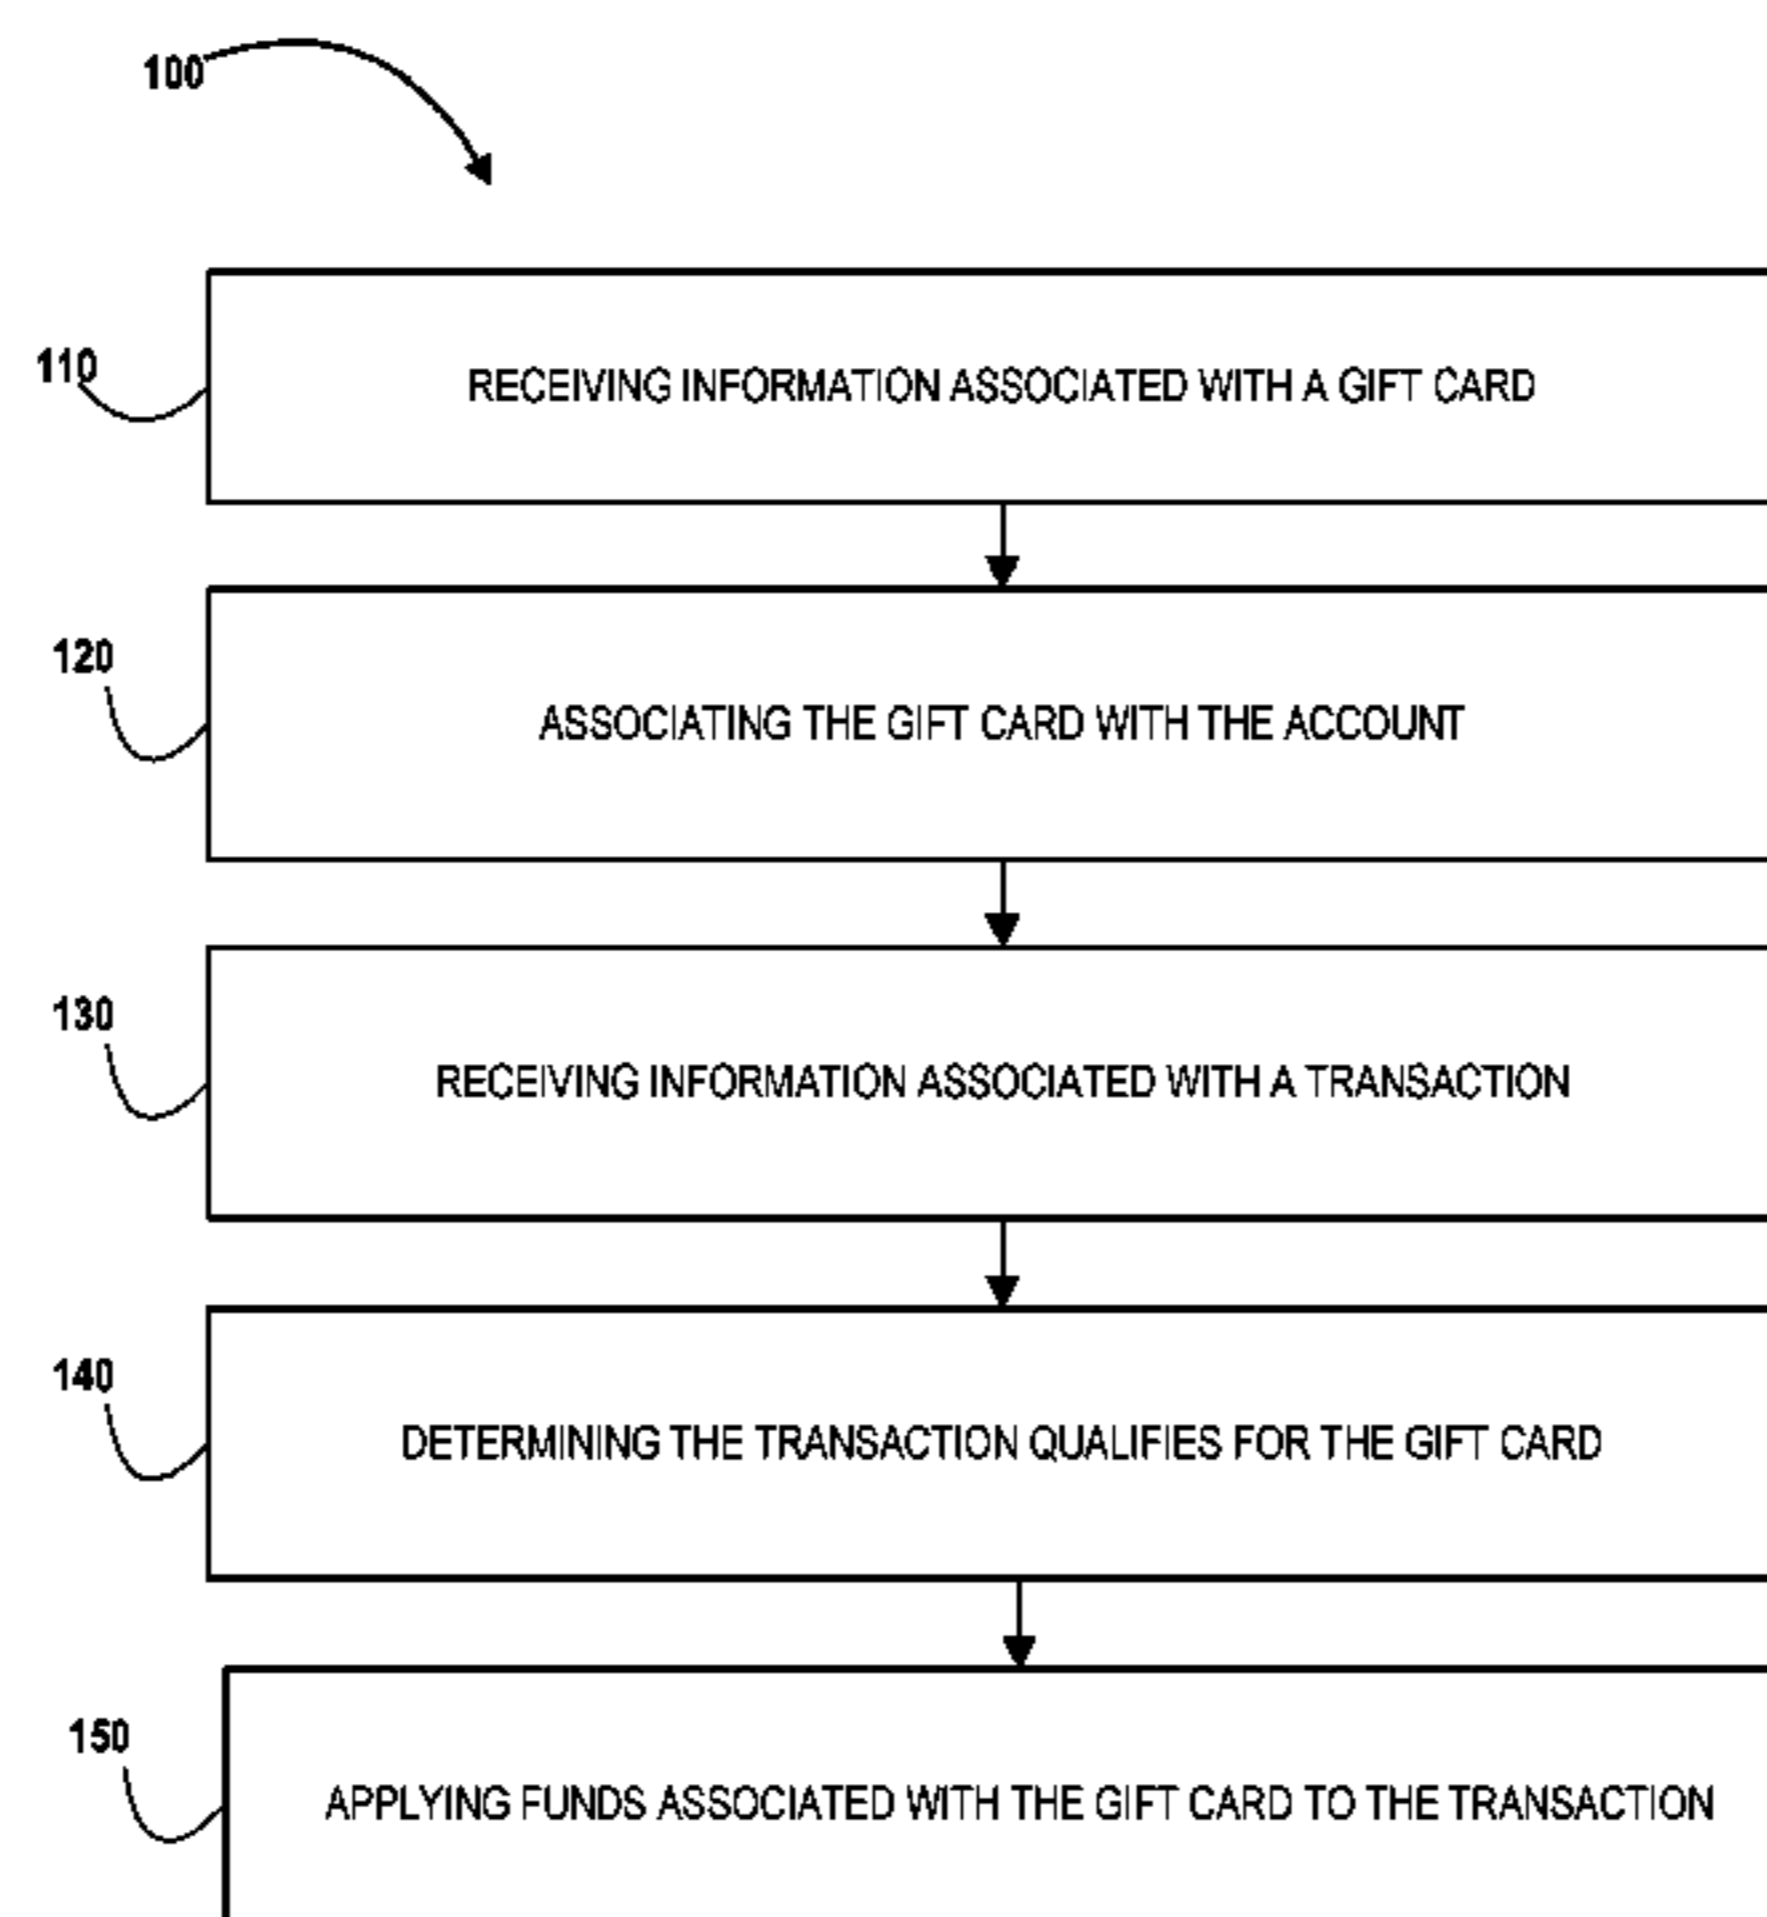 100
110
RECEIVING INFORMATION ASSOCIATED WITH A GIFT CARD
120
ASSOCIATING THE GIFT CARD WITH THE ACCOUNT
130
RECEIVING INFORMATION ASSOCIATED WITH A TRANSACTION
140
DETERMINING THE TRANSACTION QUALIFIES FOR THE GIFT CARD
150
APPLYING FUNDS ASSOCIATED WITH THE GIFT CARD TO THE TRANSACTION